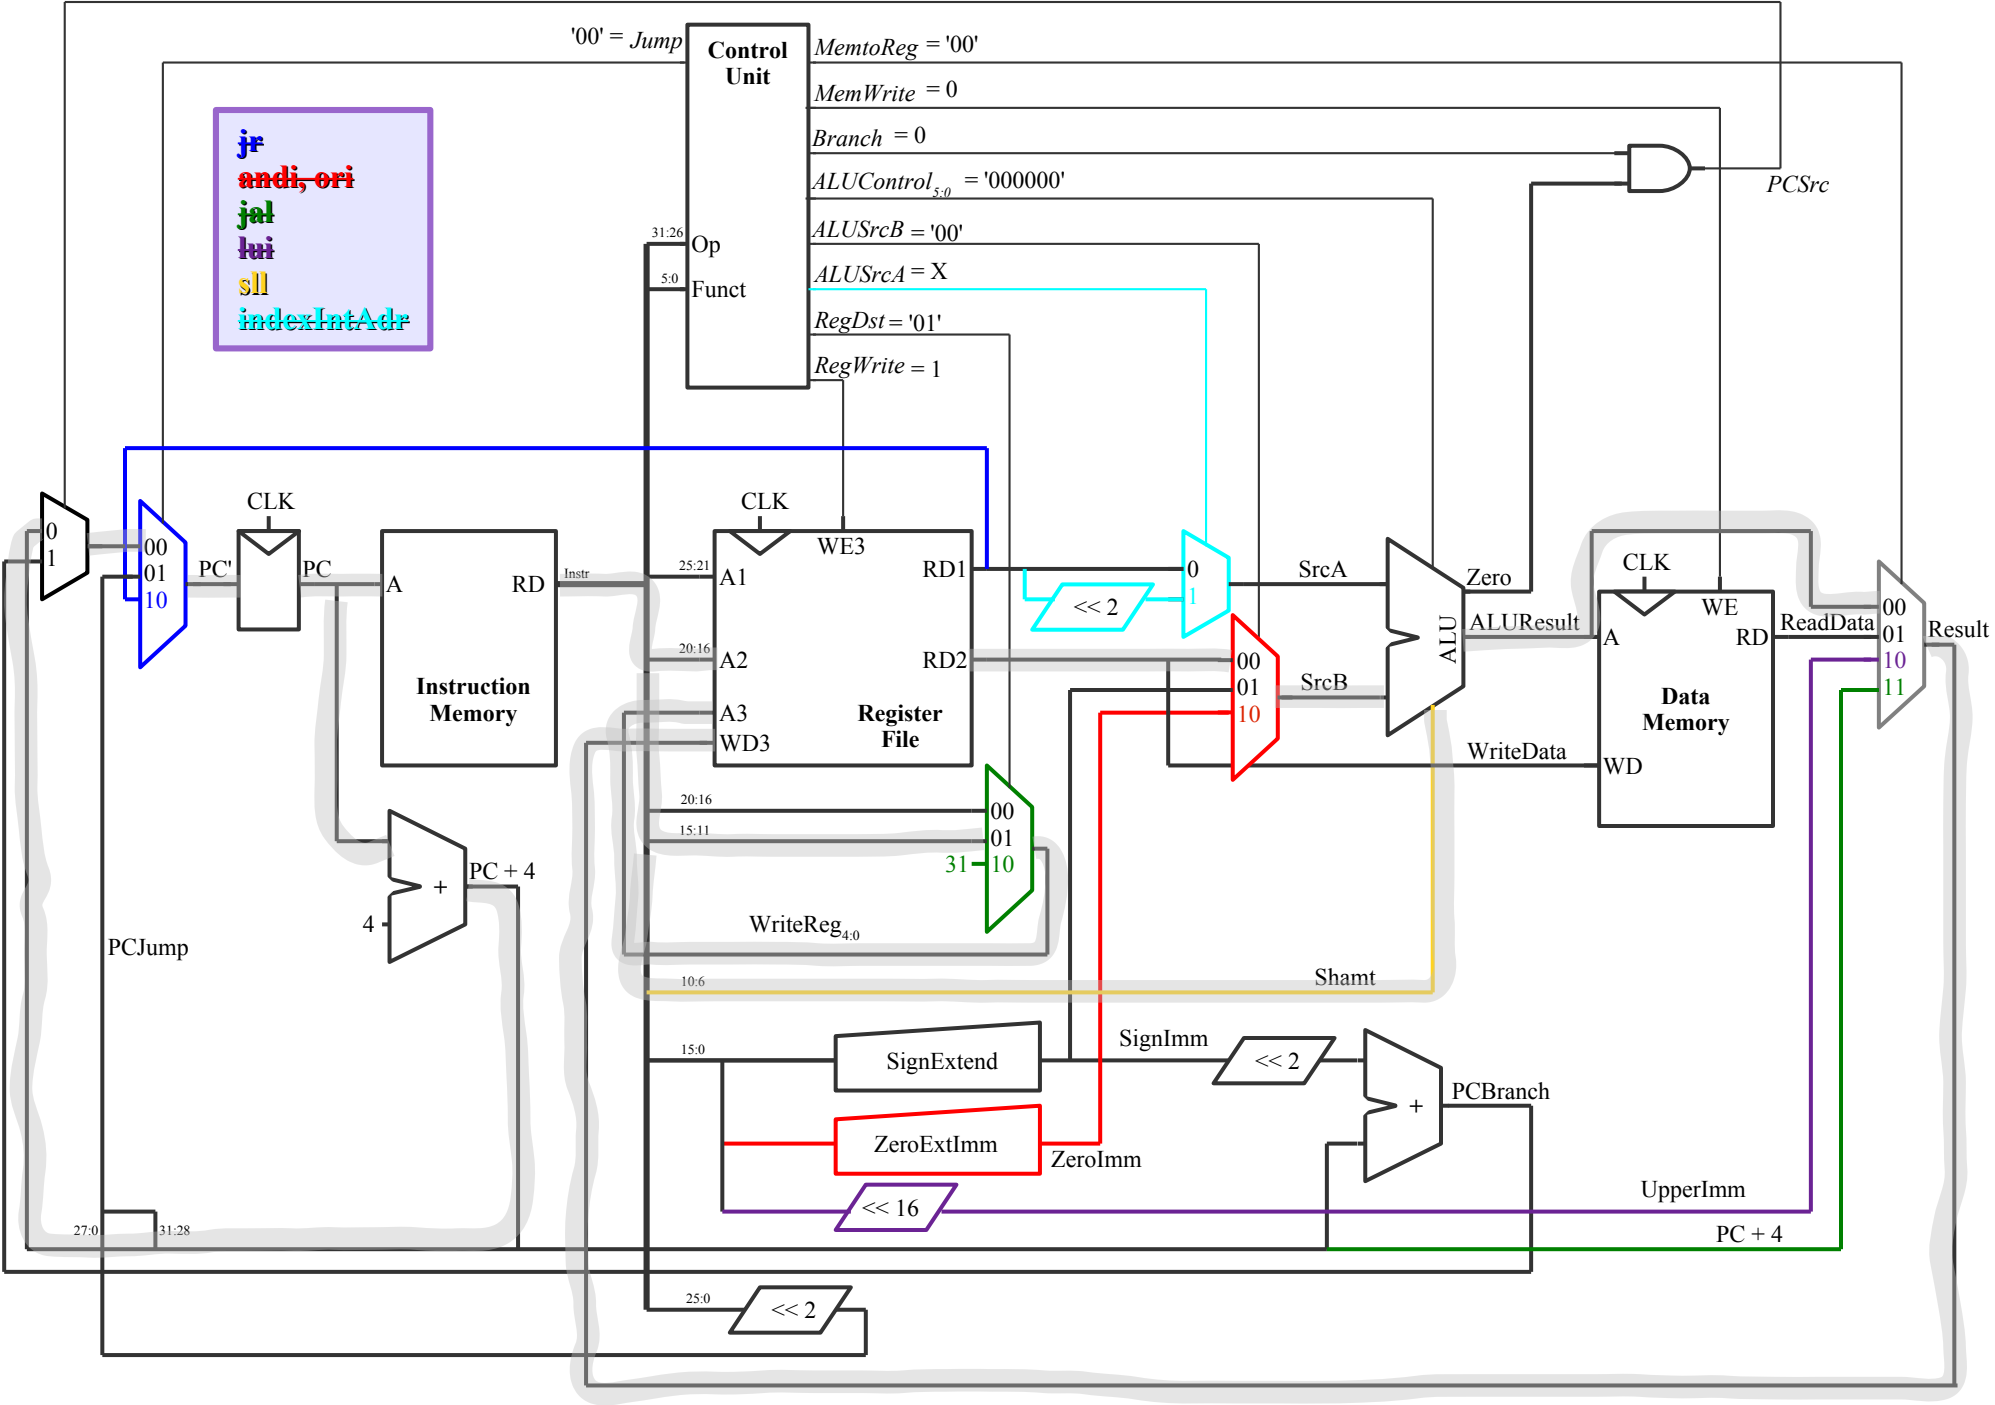 '00' = Jump
Control
Unit
MemtoReg = '00'
MemWrite = 0
Branch = 0
ALUControl5:0 = '000000'
PCSrc
ALUSrcB = '00'
ALUSrcA = X
RegDst = '01'
RegWrite = 1
31:26
Op
5:0
Funct
jr
andi, ori
jal
lui
sll
indexIntAdr
0
1
00
01
10
PC'
CLK
PC
A
RD
Instruction
Memory
Instr
CLK
WE3
25:21
A1
RD1
20:16
A2
RD2
A3
WD3
Register
File
<< 2
0
1
SrcA
00
01
10
SrcB
Zero
ALU
ALUResult
CLK
WE
A
RD
ReadData
Data
Memory
WriteData
WD
00
01
10
11
Result
20:16
00
15:11
01
31
10
WriteReg4:0
PC + 4
+
4
PCJump
10:6
Shamt
15:0
SignExtend
SignImm
<< 2
+
PCBranch
ZeroExtImm
ZeroImm
<< 16
UpperImm
27:0
31:28
PC + 4
25:0
<< 2